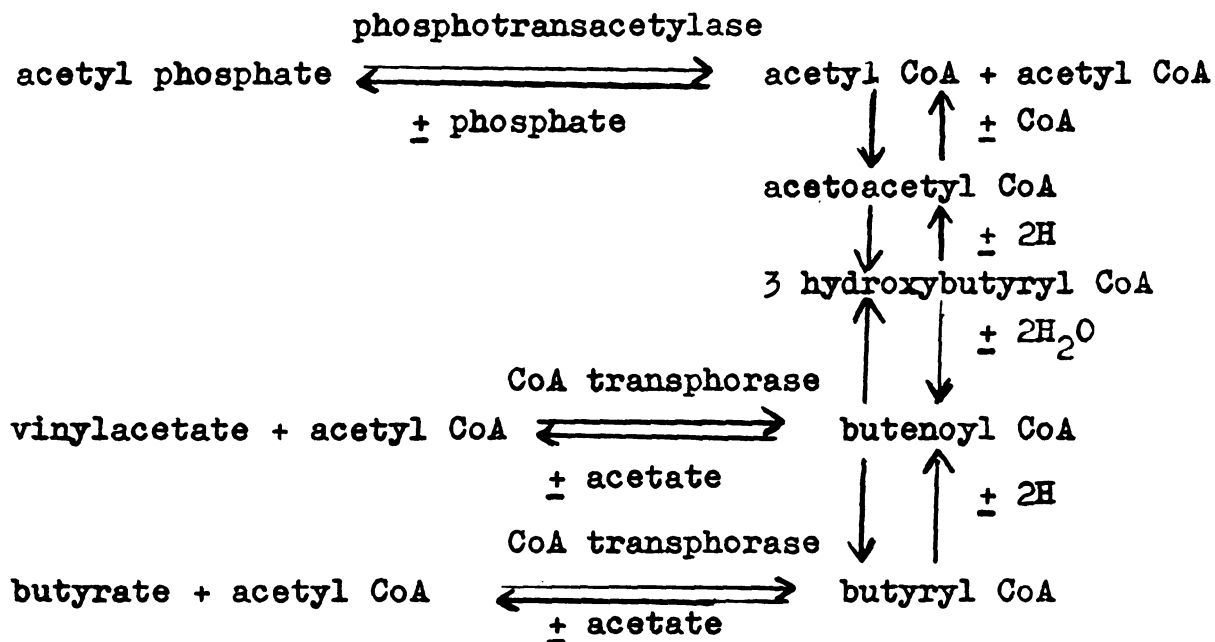 phosphotransacetylase
acetyl phosphate acetyl CoA + acetyl CoA
± phosphate ± CoA
acetoacetyl CoA
± 2H
3 hydroxybutyryl CoA
± 2H₂O
CoA transphorase
vinylacetate + acetyl CoA butenoyl CoA
± acetate ± 2H
CoA transphorase
butyrate + acetyl CoA butyryl CoA
± acetate